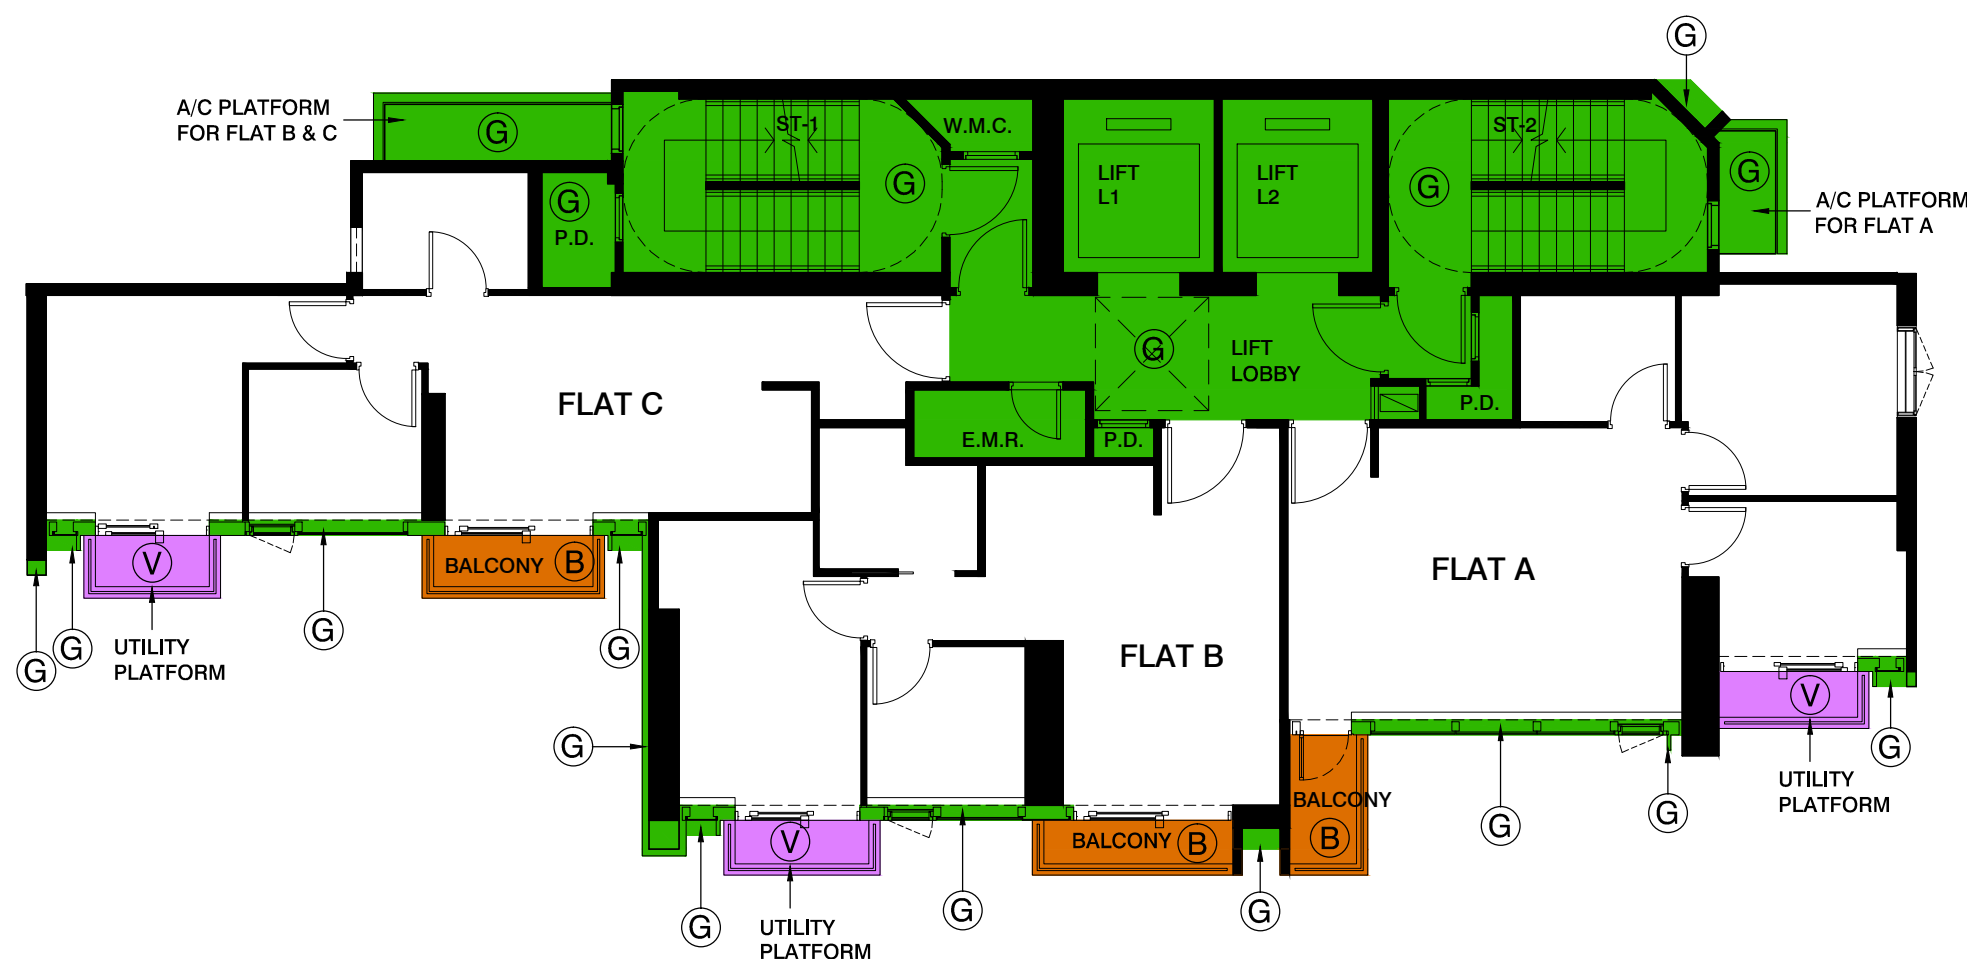 G
A/C PLATFORM
FOR FLAT B & C
G
ST-1
W.M.C.
ST-2
G
LIFT
L1
LIFT
L2
G
G
G
P.D.
A/C PLATFORM
FOR FLAT A
G
LIFT
LOBBY
FLAT C
P.D.
E.M.R.
P.D.
V
BALCONY
B
FLAT A
G
G
G
G
UTILITY
PLATFORM
FLAT B
V
G
G
UTILITY
PLATFORM
BALCONY
B
G
G
V
BALCONY
B
G
G
G
UTILITY
PLATFORM